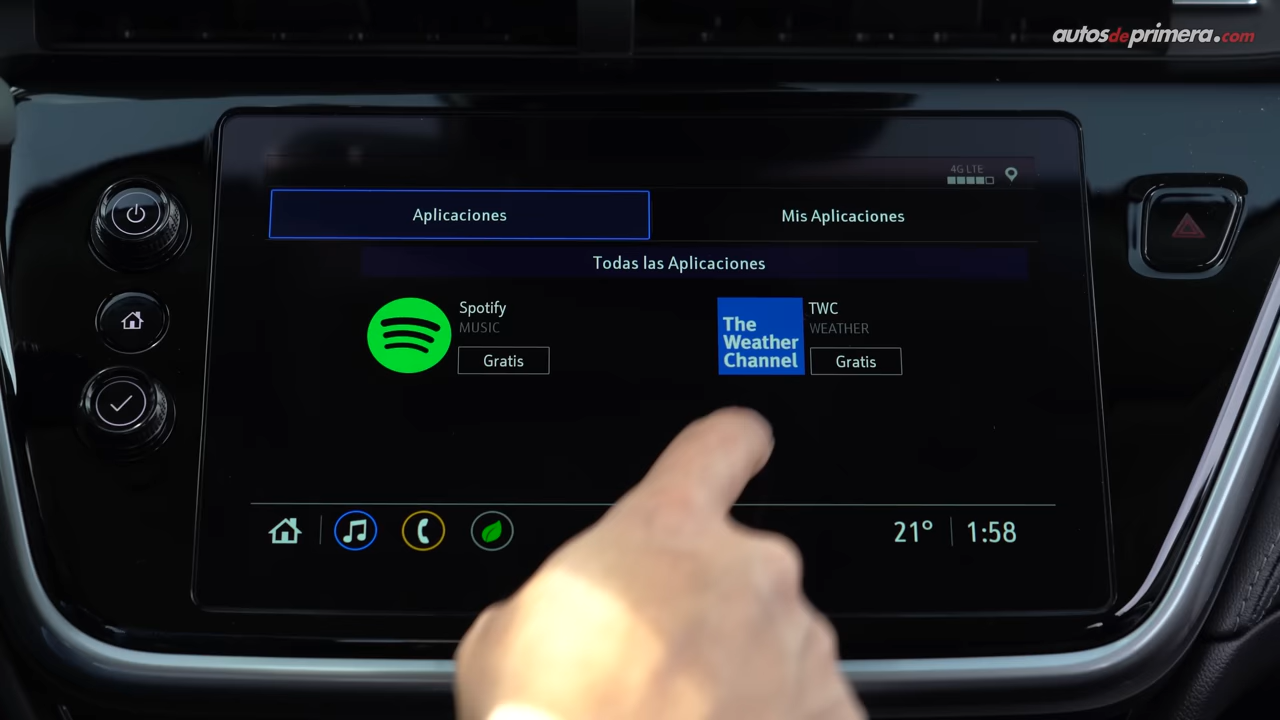 autosdeprimera.com
4G LTE
Aplicaciones
Mis Aplicaciones
Todas las Aplicaciones
Spotify
MUSIC
Gratis
The
Weather
Channel
TWC
WEATHER
Gratis
21° 1:58